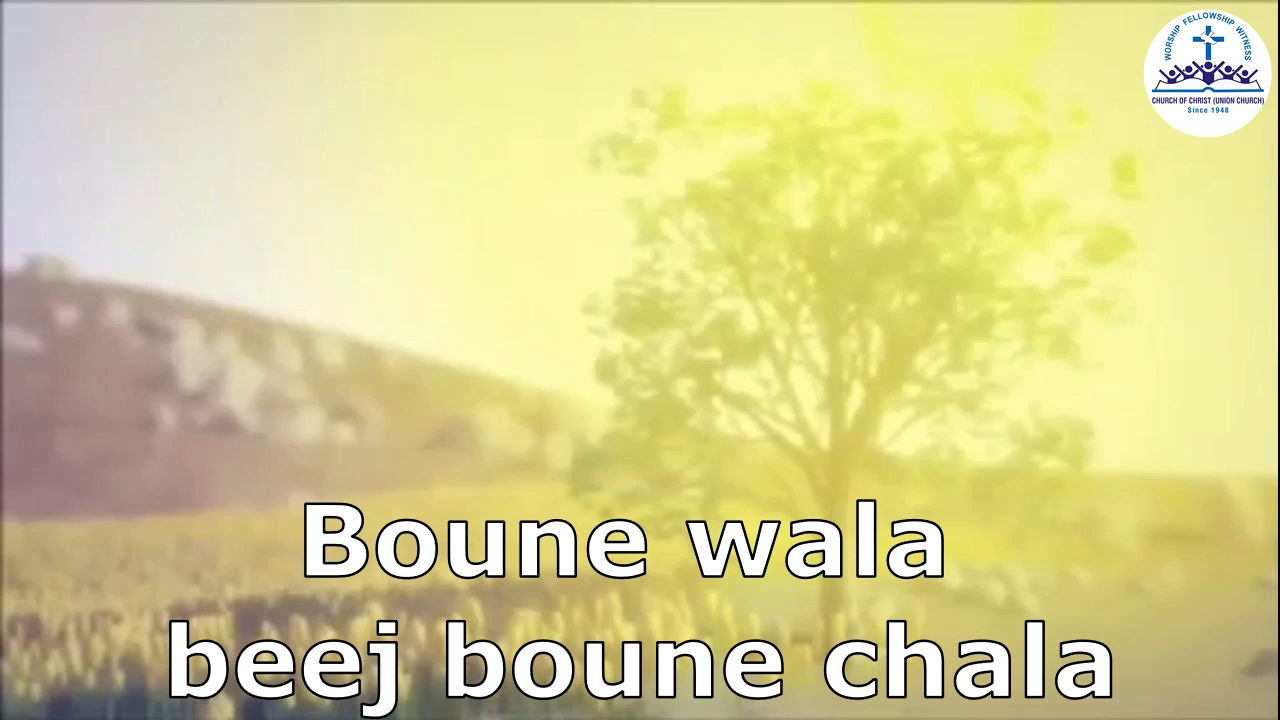 WORSHIP FELLOWSHIP WITNESS
CHURCH OF CHRIST (UNION CHURCH)
Since 1948
Boune wala
beej boune chala